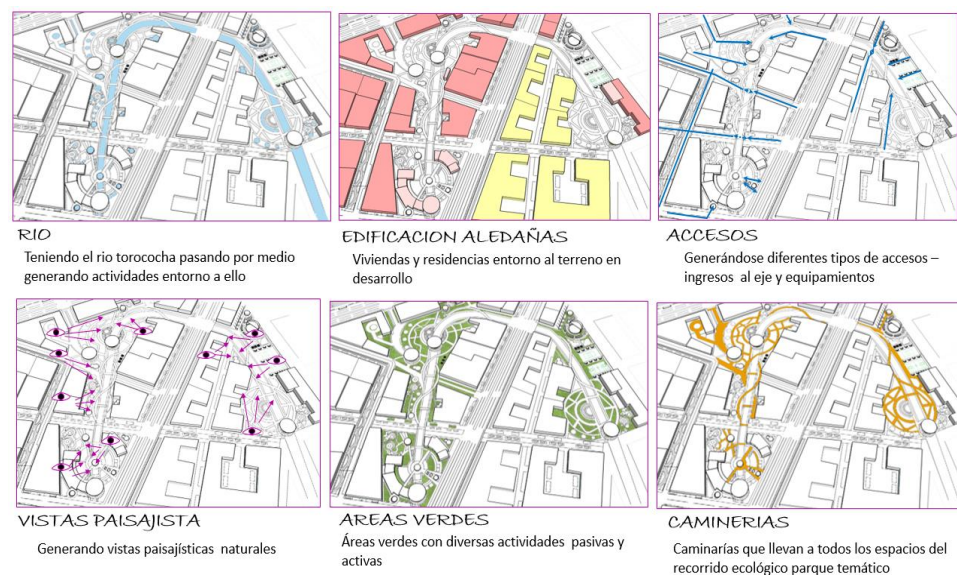 RIO
Teniendo el rio torococha pasando por medio
generando actividades entorno a ello
EDIFICACION ALEDAÑAS
Viviendas y residencias entorno al terreno en
desarrollo
ACCESOS
Generándose diferentes tipos de accesos –
ingresos al eje y equipamientos
VISTAS PAISAJISTA
Generando vistas paisajísticas naturales
AREAS VERDES
Áreas verdes con diversas actividades pasivas y
activas
CAMINERIAS
Caminarías que llevan a todos los espacios del
recorrido ecológico parque temático